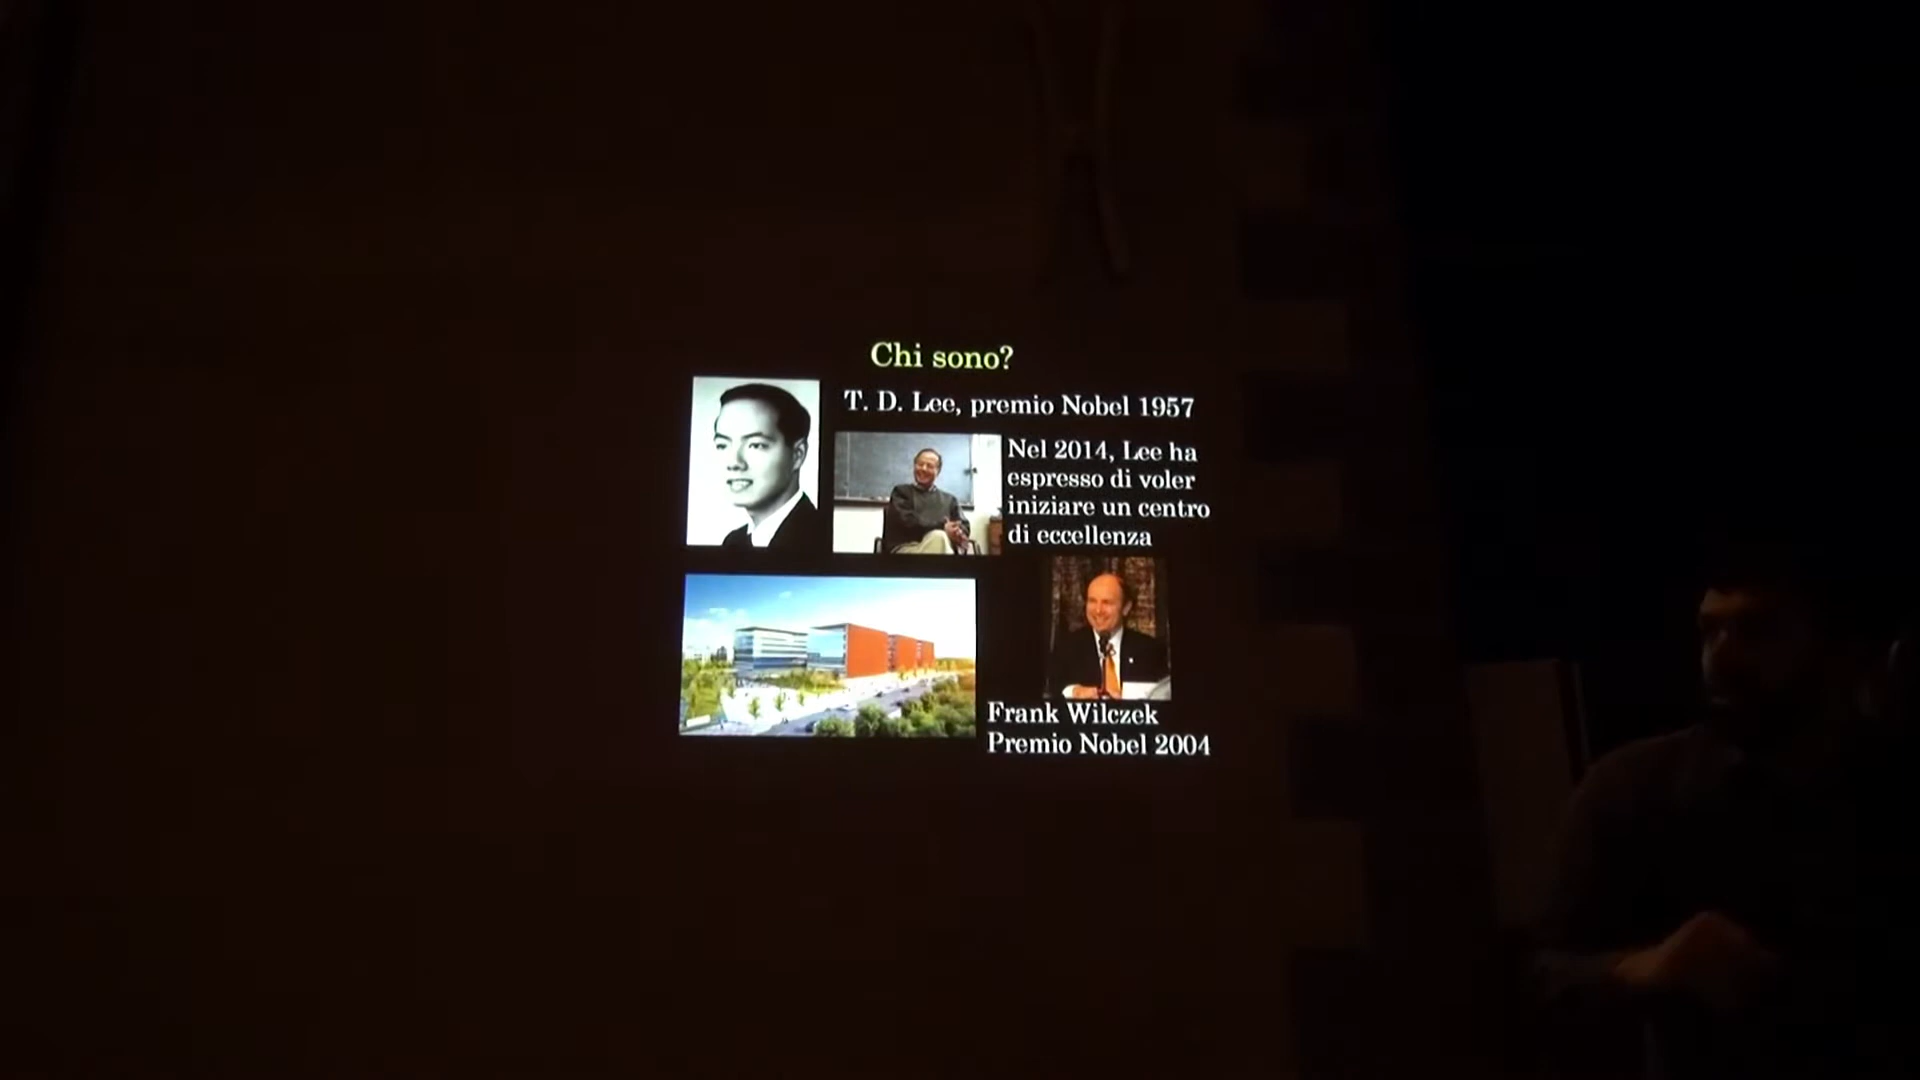 Chi sono?
T. D. Lee, premio Nobel 1957
Nel 2014, Lee ha
espresso di voler
iniziare un centro
di eccellenza
Frank Wilczek
Premio Nobel 2004